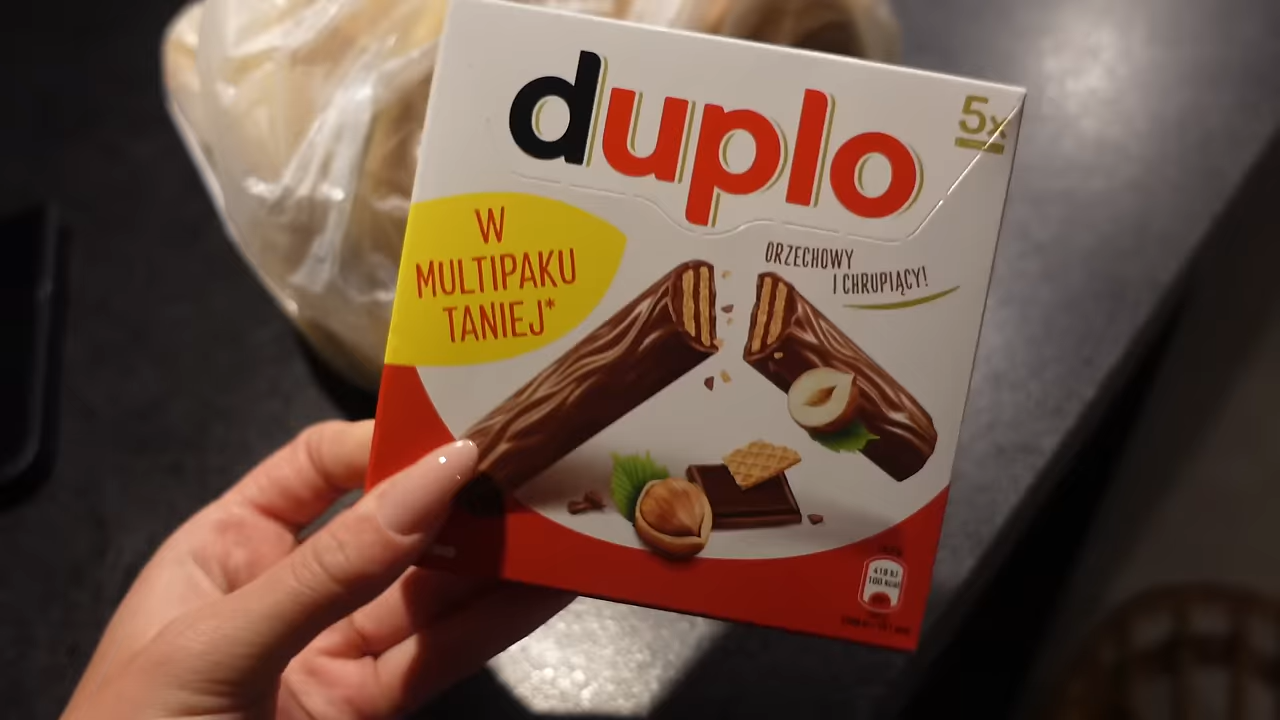 duplo
5x
W
MULTIPAKU
TANIEJ*
ORZECHOWY
I CHRUPIĄCY!
418 kJ
100 kcal